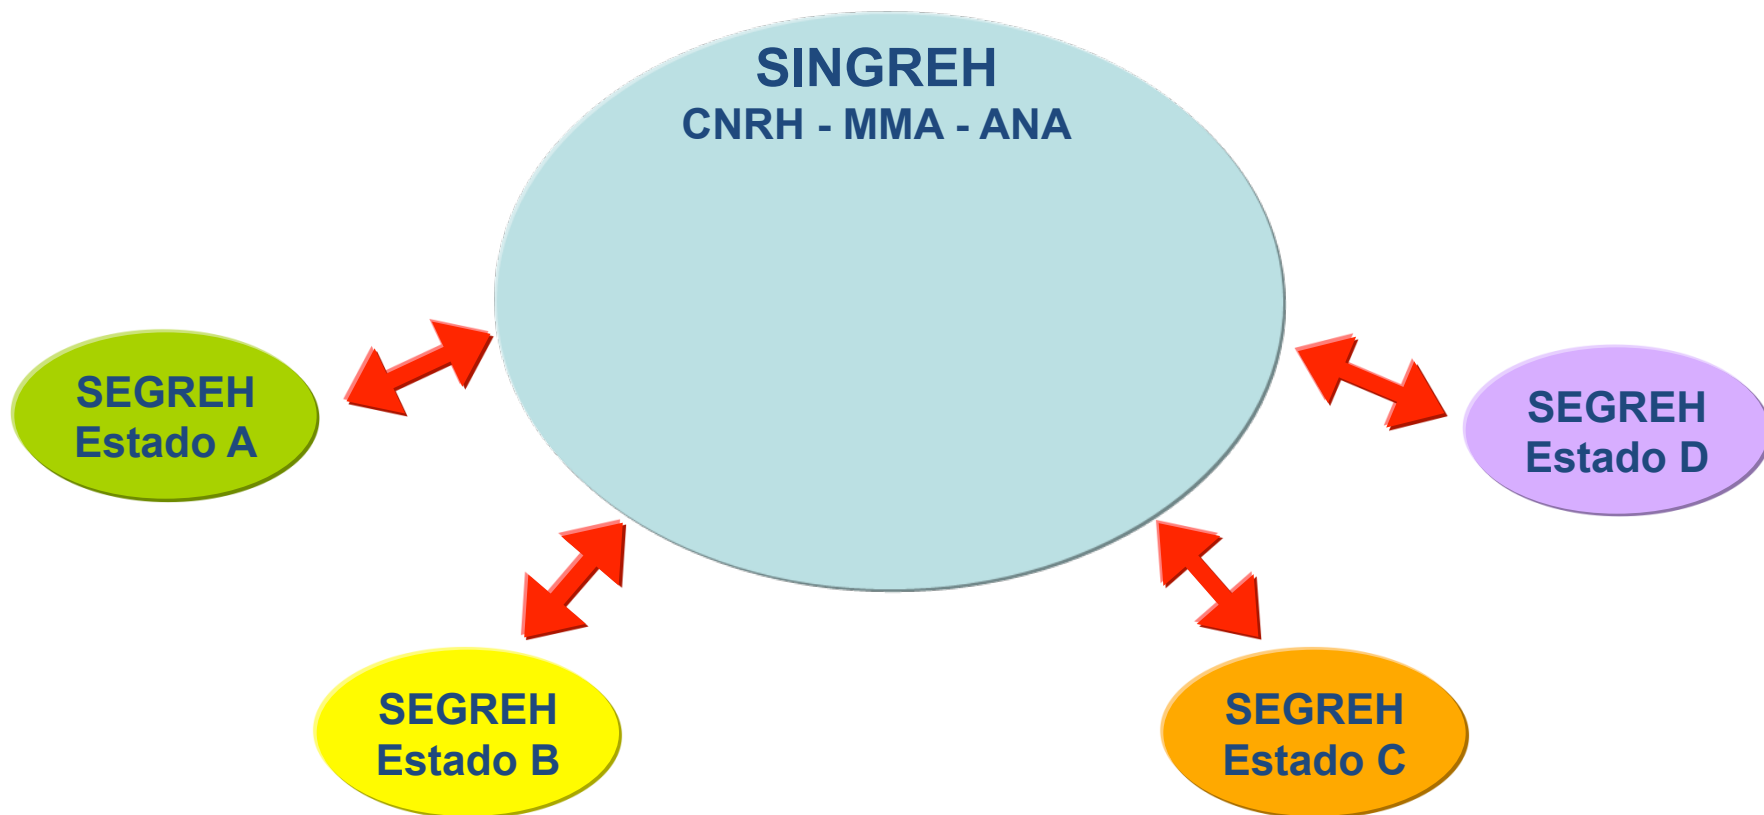 SINGREH
CNRH - MMA - ANA
SEGREH
Estado A
SEGREH
Estado D
SEGREH
Estado B
SEGREH
Estado C